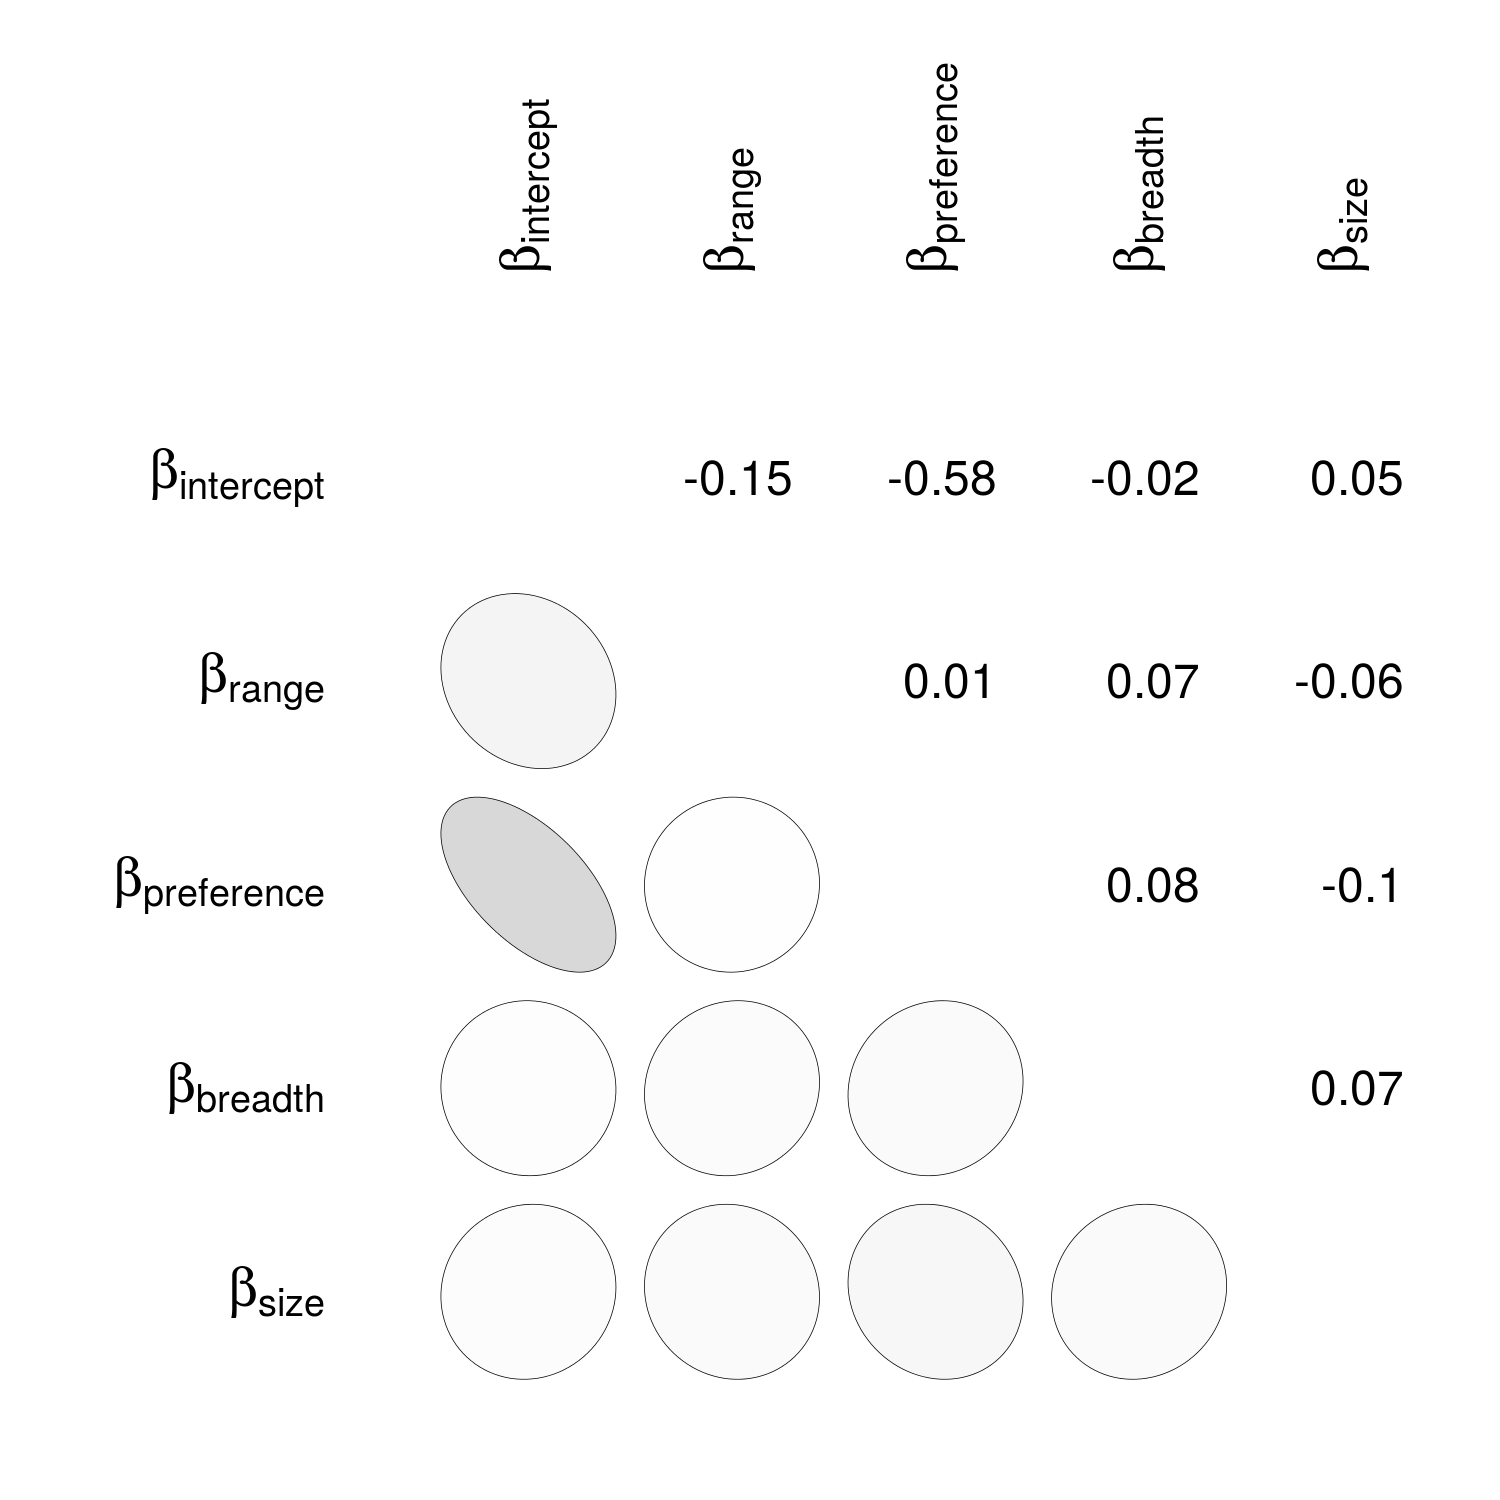 βintercept βrange βpreference βbreadth βsize
βintercept -0.15 -0.58 -0.02 0.05
βrange 0.01 0.07 -0.06
βpreference 0.08 -0.1
βbreadth 0.07
βsize